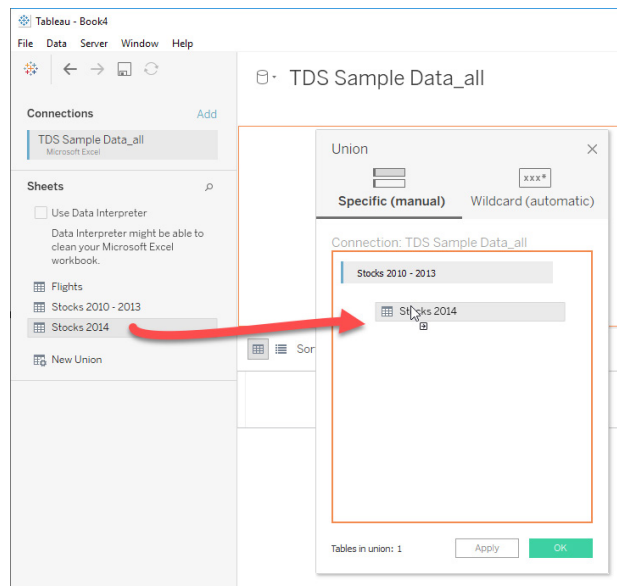 Tableau - Book4
File Data Server Window Help
TDS Sample Data_all
Connections Add
TDS Sample Data_all
Microsoft Excel
Sheets
Use Data Interpreter
Data Interpreter might be able to
clean your Microsoft Excel
workbook.
Flights
Stocks 2010 - 2013
Stocks 2014
New Union
Sor
Union
xxx*
Specific (manual) Wildcard (automatic)
Connection: TDS Sample Data_all
Stocks 2010 - 2013
Stocks 2014
Tables in union: 1 Apply OK